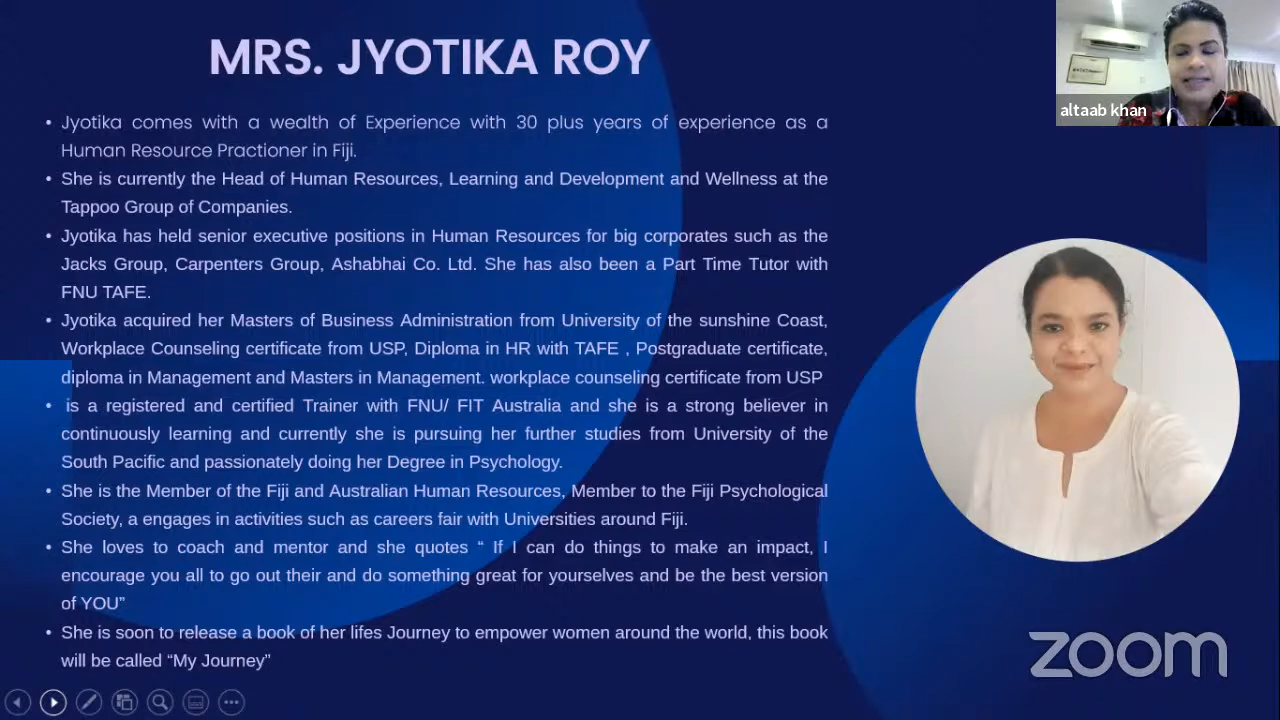 MRS. JYOTIKA ROY
altaab khan
• Jyotika comes with a wealth of Experience with 30 plus years of experience as a
Human Resource Practioner in Fiji.
• She is currently the Head of Human Resources, Learning and Development and Wellness at the
Tappoo Group of Companies.
• Jyotika has held senior executive positions in Human Resources for big corporates such as the
Jacks Group, Carpenters Group, Ashabhai Co. Ltd. She has also been a Part Time Tutor with
FNU TAFE.
• Jyotika acquired her Masters of Business Administration from University of the sunshine Coast,
Workplace Counseling certificate from USP, Diploma in HR with TAFE , Postgraduate certificate,
diploma in Management and Masters in Management. workplace counseling certificate from USP
• is a registered and certified Trainer with FNU/ FIT Australia and she is a strong believer in
continuously learning and currently she is pursuing her further studies from University of the
South Pacific and passionately doing her Degree in Psychology.
• She is the Member of the Fiji and Australian Human Resources, Member to the Fiji Psychological
Society, a engages in activities such as careers fair with Universities around Fiji.
• She loves to coach and mentor and she quotes “ If I can do things to make an impact, I
encourage you all to go out their and do something great for yourselves and be the best version
of YOU”
• She is soon to release a book of her lifes Journey to empower women around the world, this book
will be called “My Journey”
zoom